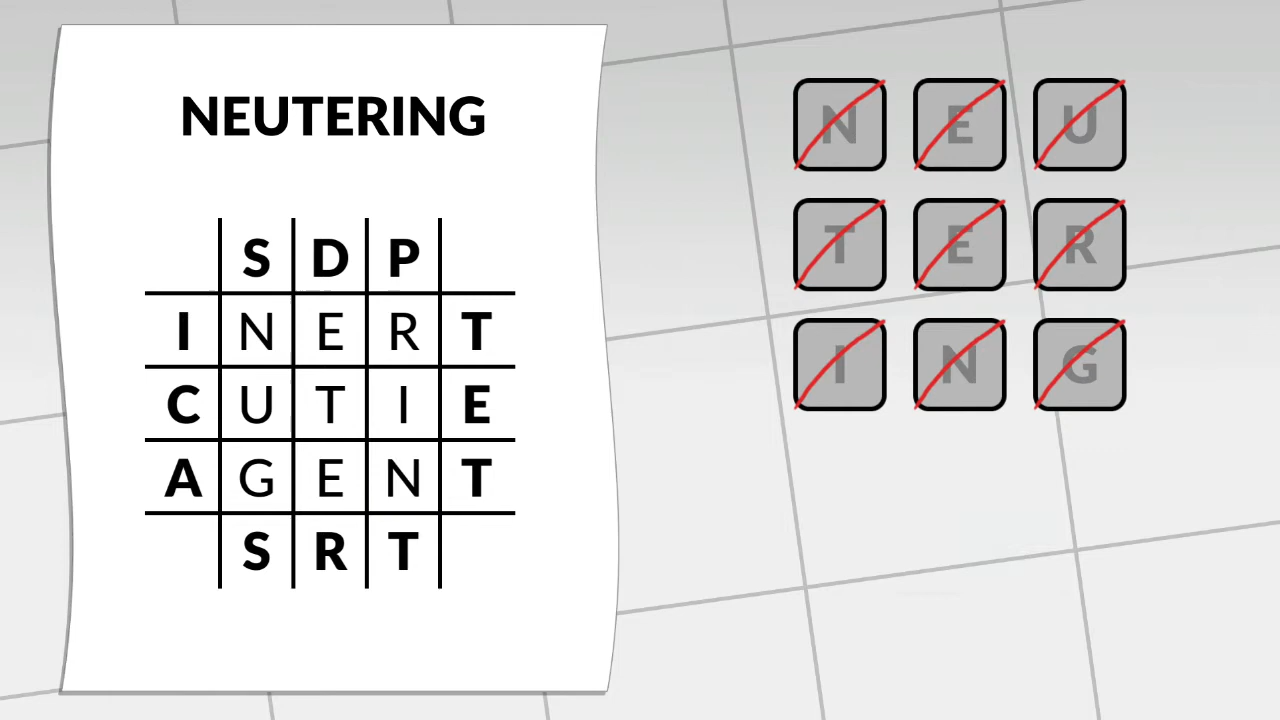 NEUTERING
S D P
I N E R T
C U T I E
A G E N T
S R T
N E U
T E R
I N G